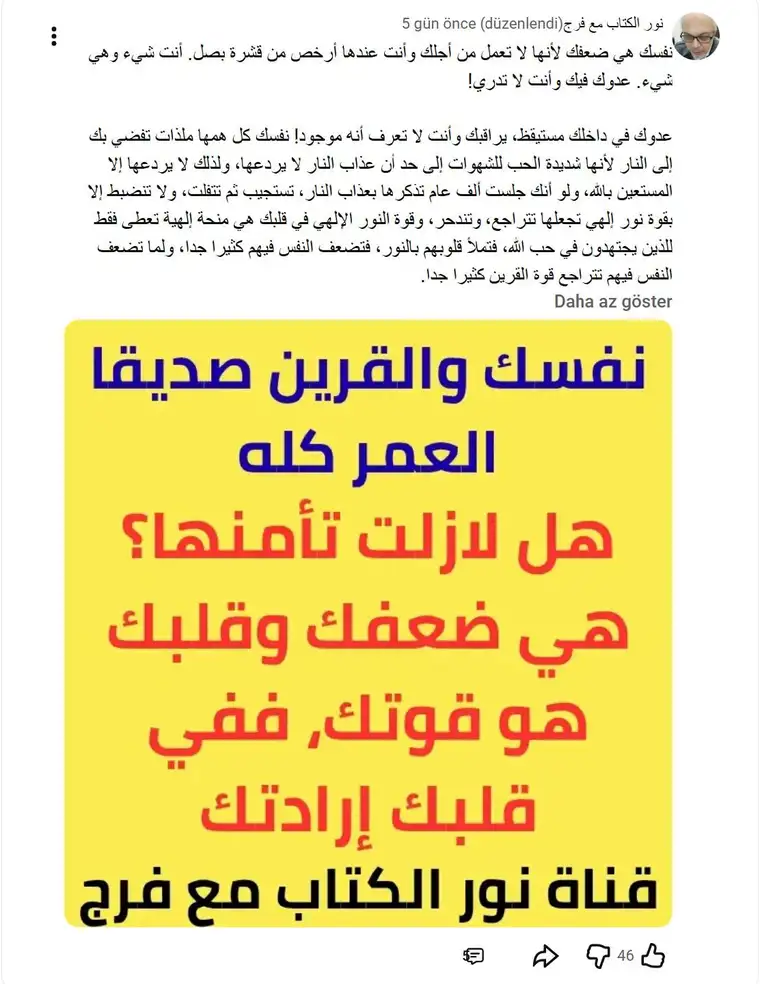 نور الكتاب مع فرج(düzenlendi) 5 gün önce
نفسك هي ضعفك لأنها لا تعمل من أجلك وأنت عندها أرخص من قشرة بصل. أنت شيء وهي
شيء. عدوك فيك وأنت لا تدري!
عدوك في داخلك مستيقظ، يراقبك وأنت لا تعرف أنه موجود! نفسك كل همها ملذات تفضي بك
إلى النار لأنها شديدة الحب للشهوات إلى حد أن عذاب النار لا يردعها، ولذلك لا يردعها إلا
المستعين بالله، ولو أنك جلست ألف عام تذكرها بعذاب النار، تستجيب ثم تتفلت، ولا تنضبط إلا
بقوة نور إلهي تجعلها تتراجع، وتندحر، وقوة النور الإلهي في قلبك هي منحة إلهية تعطى فقط
للذين يجتهدون في حب الله، فتملأ قلوبهم بالنور، فتضعف النفس فيهم كثيرا جدا، ولما تضعف
النفس فيهم تتراجع قوة القرين كثيرا جدا.
Daha az göster
نفسك والقرين صديقا
العمر كله
هل لازلت تأمنها؟
هي ضعفك وقلبك
هو قوتك, ففي
قلبك إرادتك
قناة نور الكتاب مع فرج
46
5